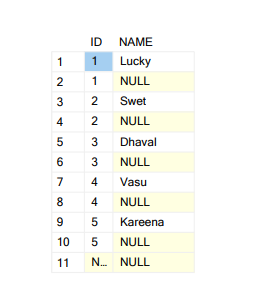 ID NAME
1 1 Lucky
2 1 NULL
3 2 Swet
4 2 NULL
5 3 Dhaval
6 3 NULL
7 4 Vasu
8 4 NULL
9 5 Kareena
10 5 NULL
11 N... NULL